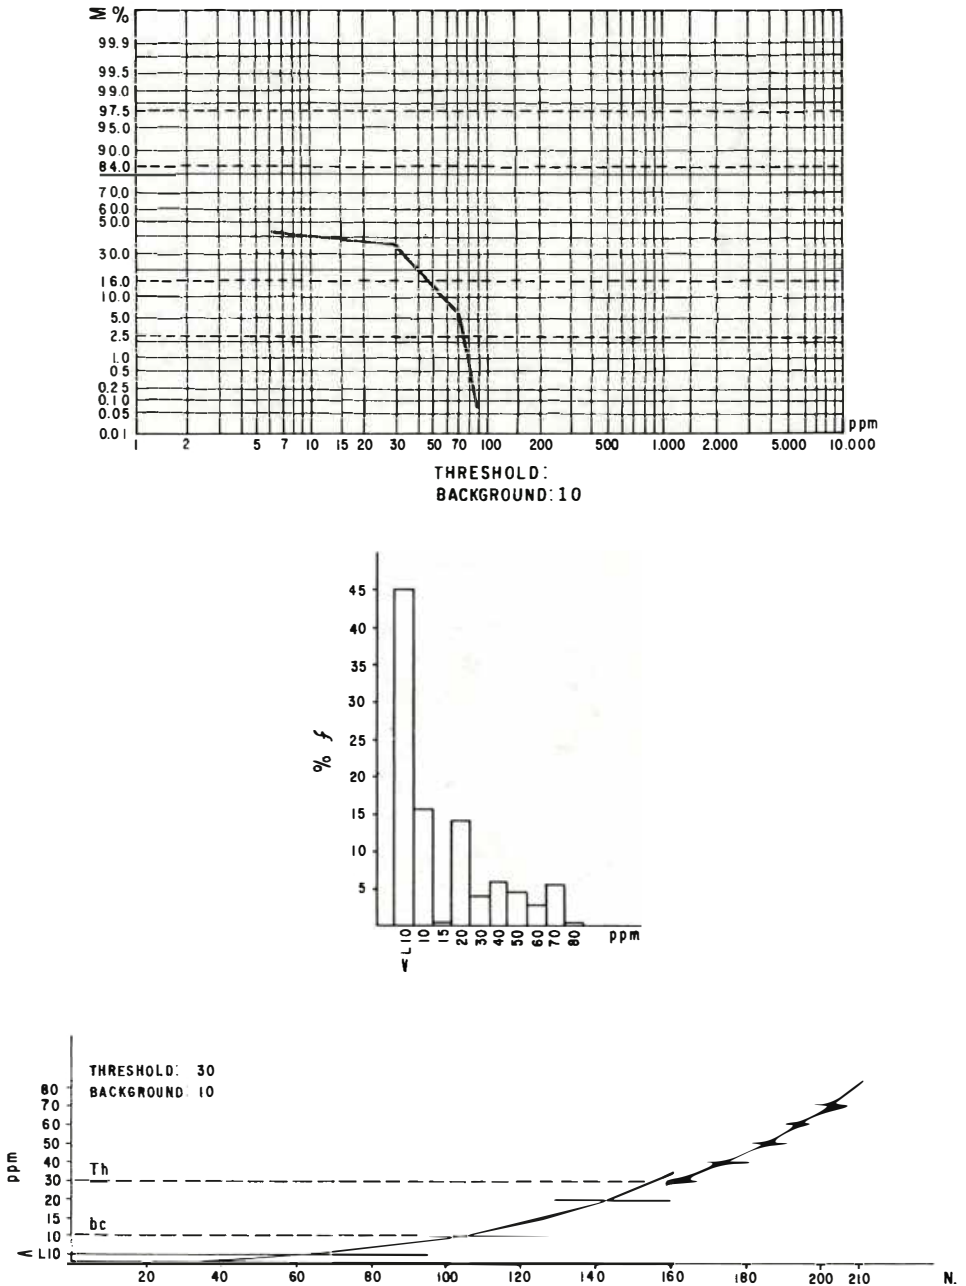 Σ %
99.9
99.5
99.0
97.5
95.0
90.0
84.0
70.0
60.0
50.0
30.0
16.0
10.0
5.0
2.5
1.0
0.5
0.25
0.10
0.05
0.01
1 2 5 7 10 15 20 30 50 70 100 200 500 1.000 2.000 5.000 10.000
ppm
THRESHOLD:
BACKGROUND: 10
% f
45
40
35
30
25
20
15
10
5
< L10 10 15 20 30 40 50 60 70 80 ppm
THRESHOLD: 30
BACKGROUND: 10
ppm
80
70
60
50
40
30
20
15
10
< L10
Th
bc
20 40 60 80 100 120 140 160 180 200 210 N.